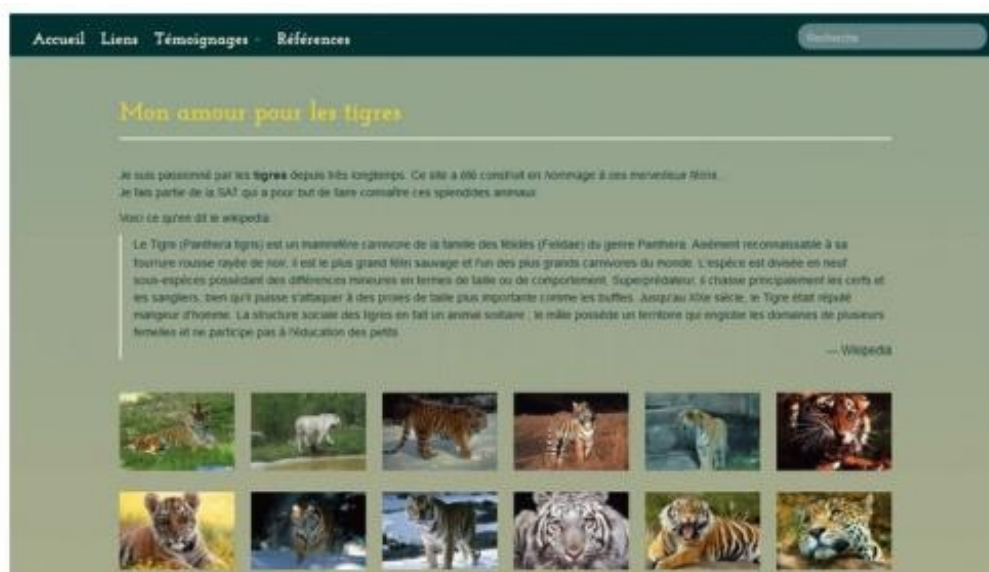 Accueil Liens Témoignages Références Recherche
Mon amour pour les tigres
Je suis passionné par les tigres depuis très longtemps. Ce site a été construit en hommage à ces merveilleux félins.
Je fais partie de la SAT qui a pour but de faire connaître ces splendides animaux.
Voici ce qu'en dit le wikipedia:
Le Tigre (Panthera tigris) est un mammifère carnivore de la famille des félidés (Felidae) du genre Panthera. Aisément reconnaissable à sa
fourrure rousse rayée de noir, il est le plus grand félin sauvage et l'un des plus grands carnivores du monde. L'espèce est divisée en neuf
sous-espèces possédant des différences mineures en termes de taille ou de comportement. Superprédateur, il chasse principalement les cerfs et
les sangliers, bien qu'il puisse s'attaquer à des proies de taille plus importante comme les buffles. Jusqu'au XIXe siècle, le Tigre était réputé
mangeur d'homme. La structure sociale des tigres en fait un animal solitaire ; le mâle possède un territoire qui englobe les domaines de plusieurs
femelles et ne participe pas à l'éducation des petits.
— Wikipedia